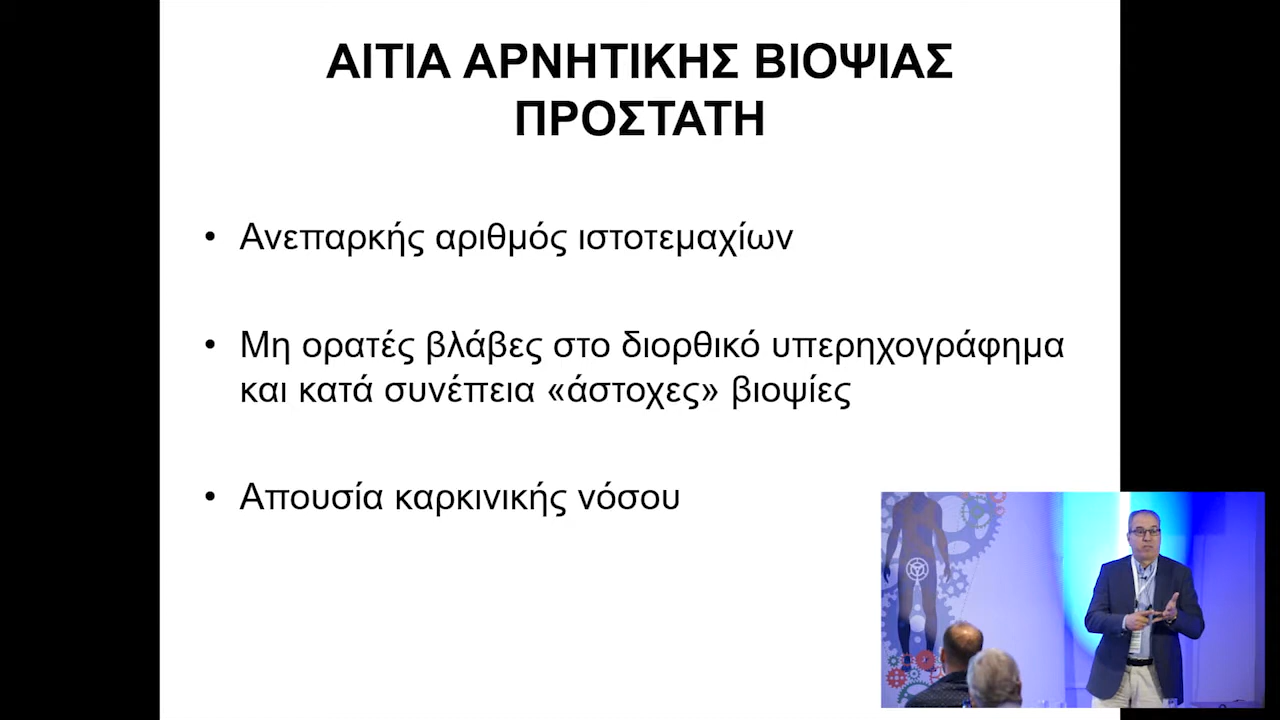 ΑΙΤΙΑ ΑΡΝΗΤΙΚΗΣ ΒΙΟΨΙΑΣ
ΠΡΟΣΤΑΤΗ
• Ανεπαρκής αριθμός ιστοτεμαχίων
• Μη ορατές βλάβες στο διορθικό υπερηχογράφημα
και κατά συνέπεια «άστοχες» βιοψίες
• Απουσία καρκινικής νόσου